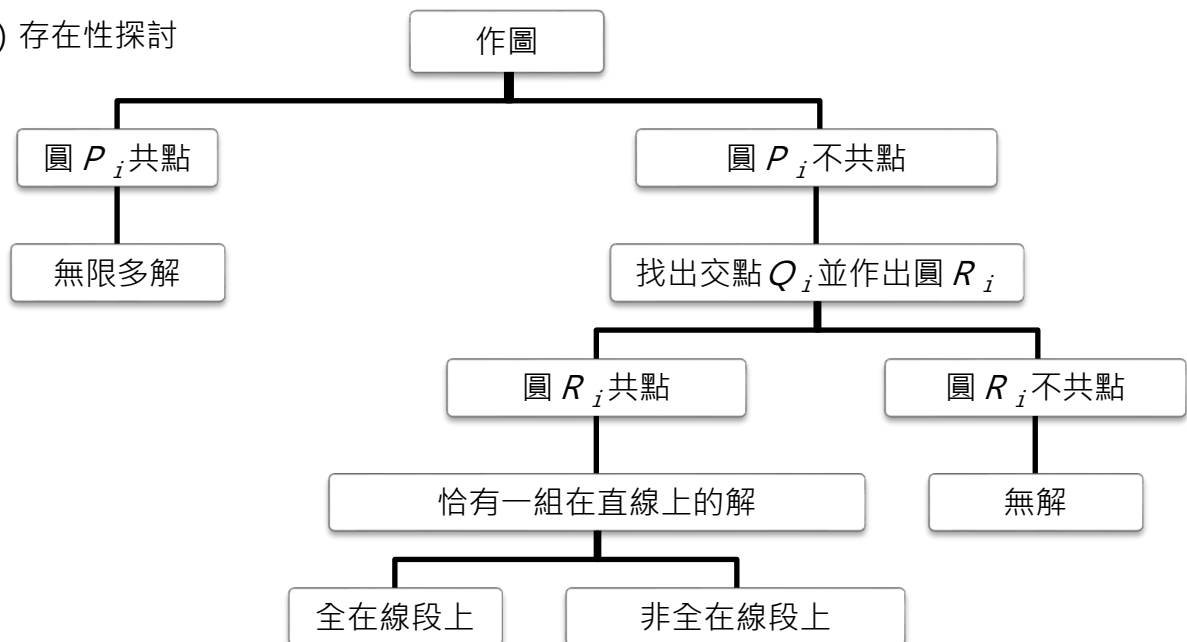 ) 存在性探討
作圖
圓 P i 共點
圓 P i 不共點
無限多解
找出交點 Q i 並作出圓 R i
圓 R i 共點
圓 R i 不共點
恰有一組在直線上的解
無解
全在線段上
非全在線段上